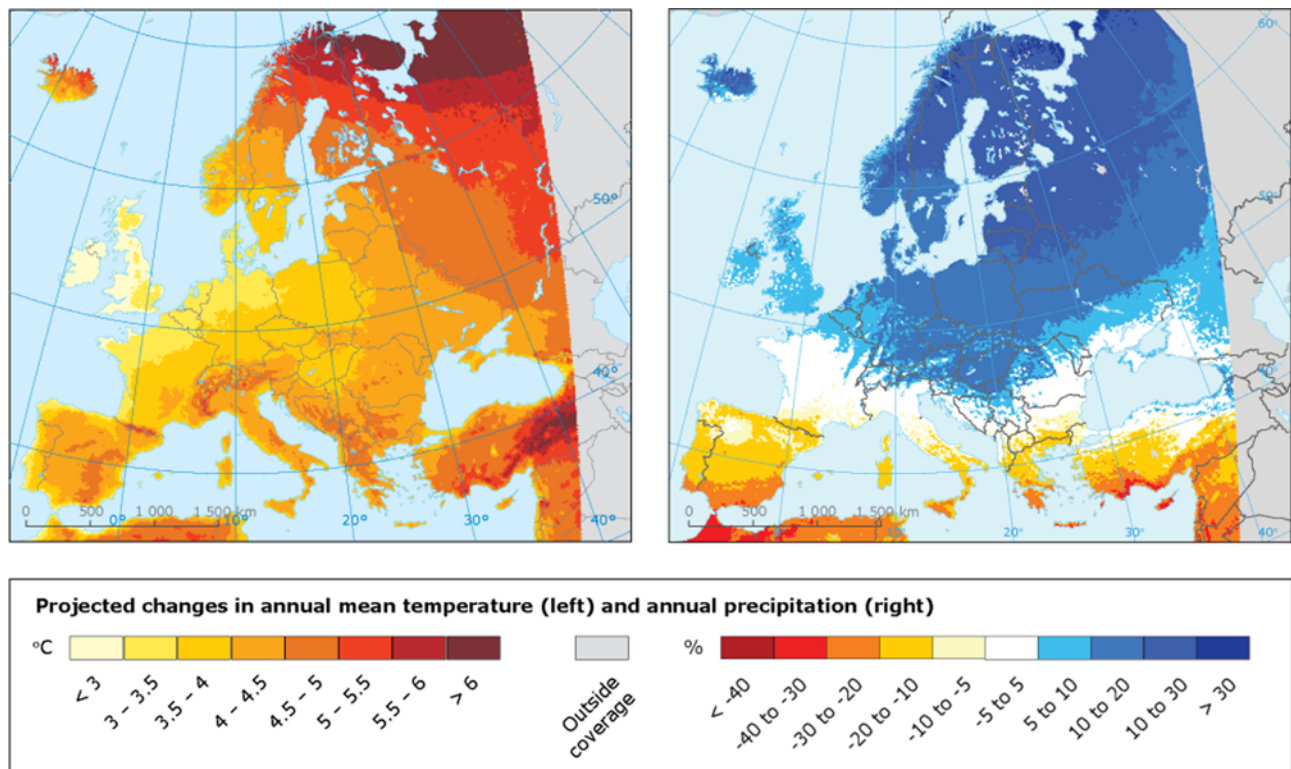 60°
50°
50°
40°
40°
0 500 1 000 1 500 km
0° 10° 20° 30° 40°
0 500 1 000 1 500 km
20° 30° 40°
Projected changes in annual mean temperature (left) and annual precipitation (right)
°C
< 3
3 – 3.5
3.5 – 4
4 – 4.5
4.5 – 5
5 – 5.5
5.5 – 6
> 6
Outside
coverage
%
< -40
-40 to -30
-30 to -20
-20 to -10
-10 to -5
-5 to 5
5 to 10
10 to 20
10 to 30
> 30